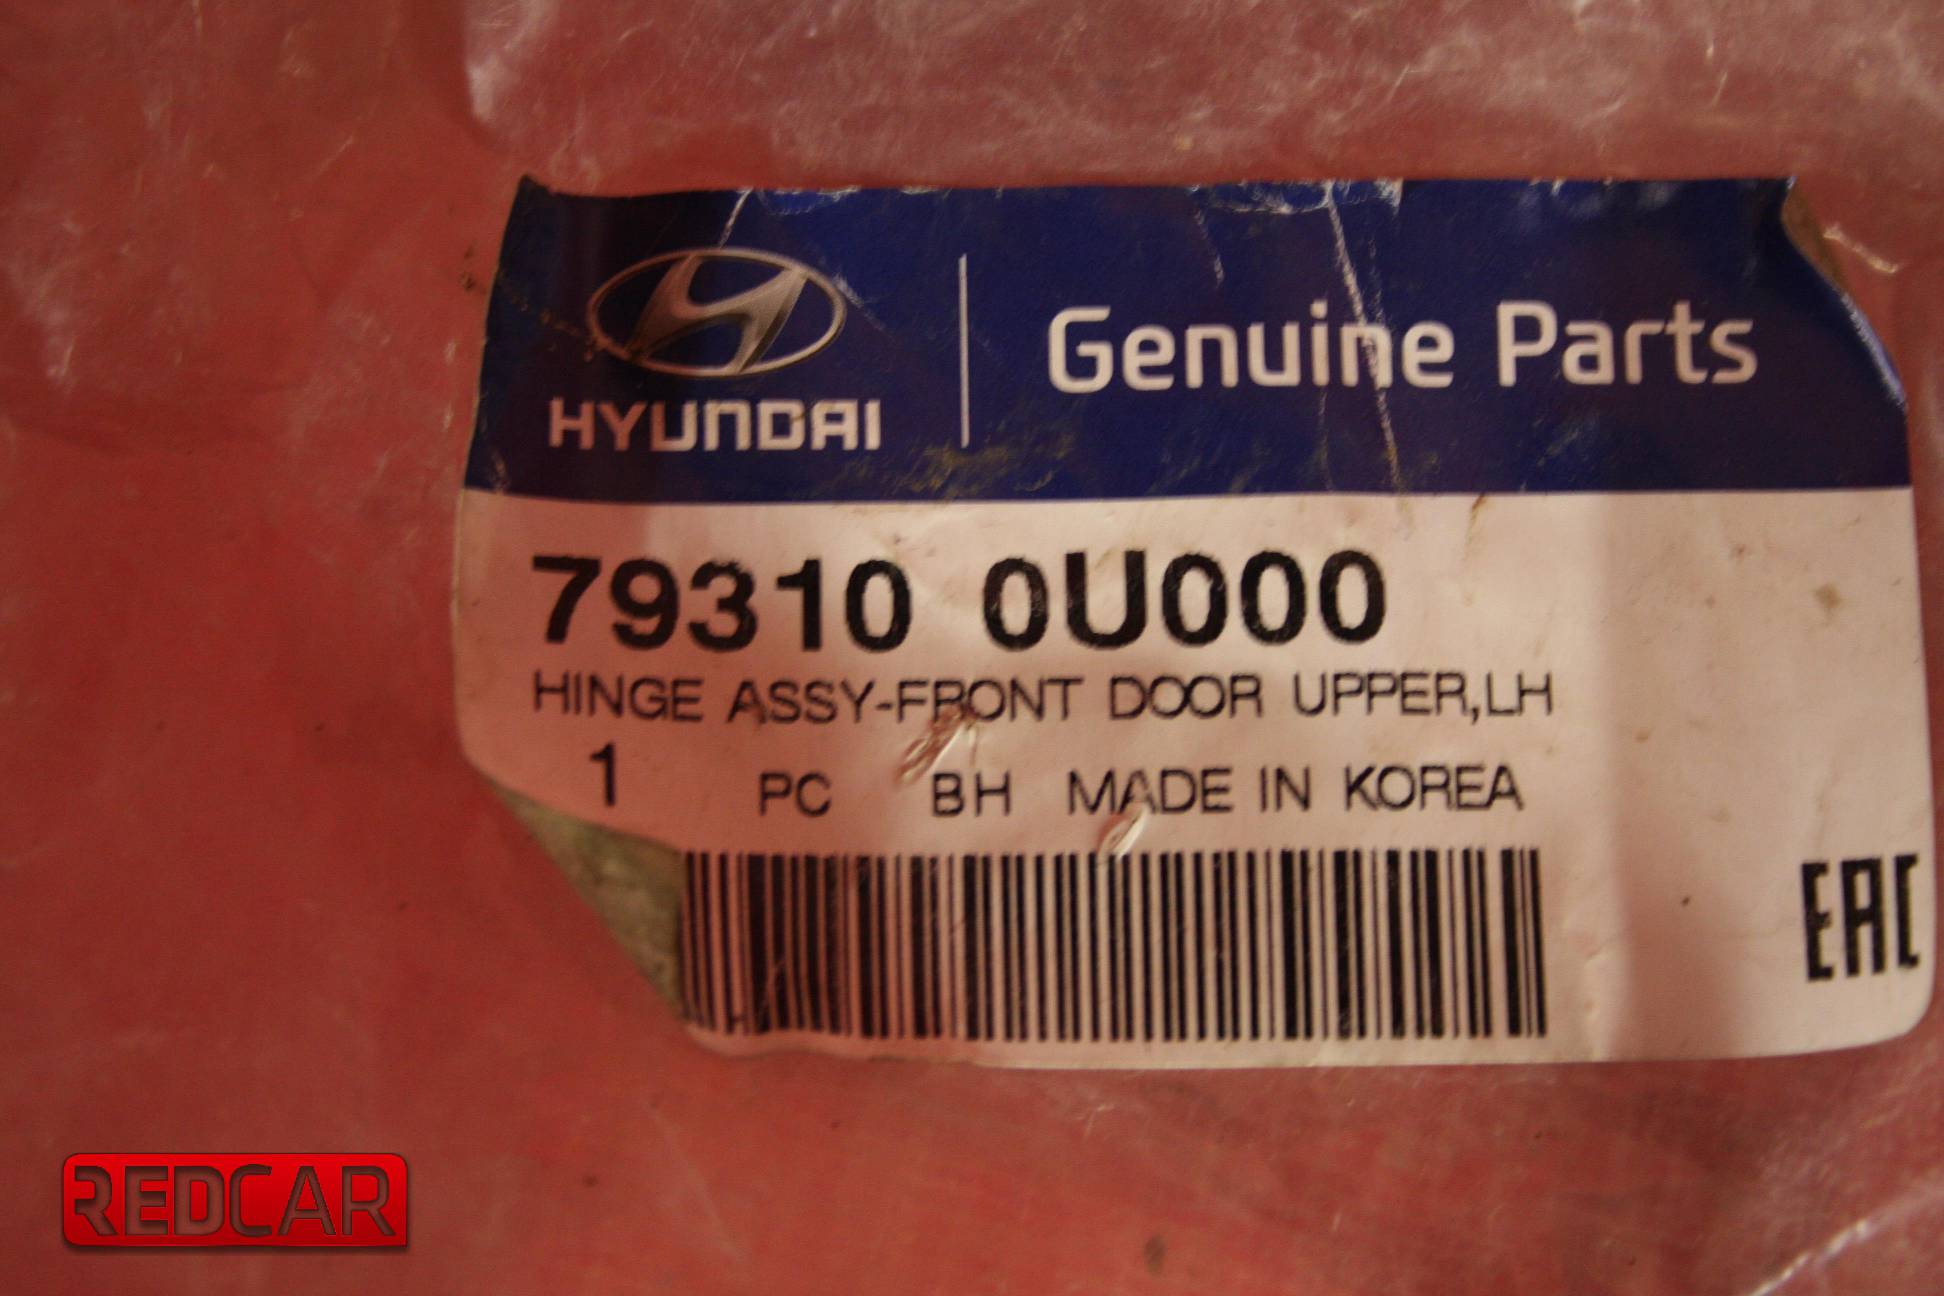 HYUNDAI
Genuine Parts
79310 0U000
HINGE ASSY-FRONT DOOR UPPER,LH
1 PC BH MADE IN KOREA
EAC
REDCAR